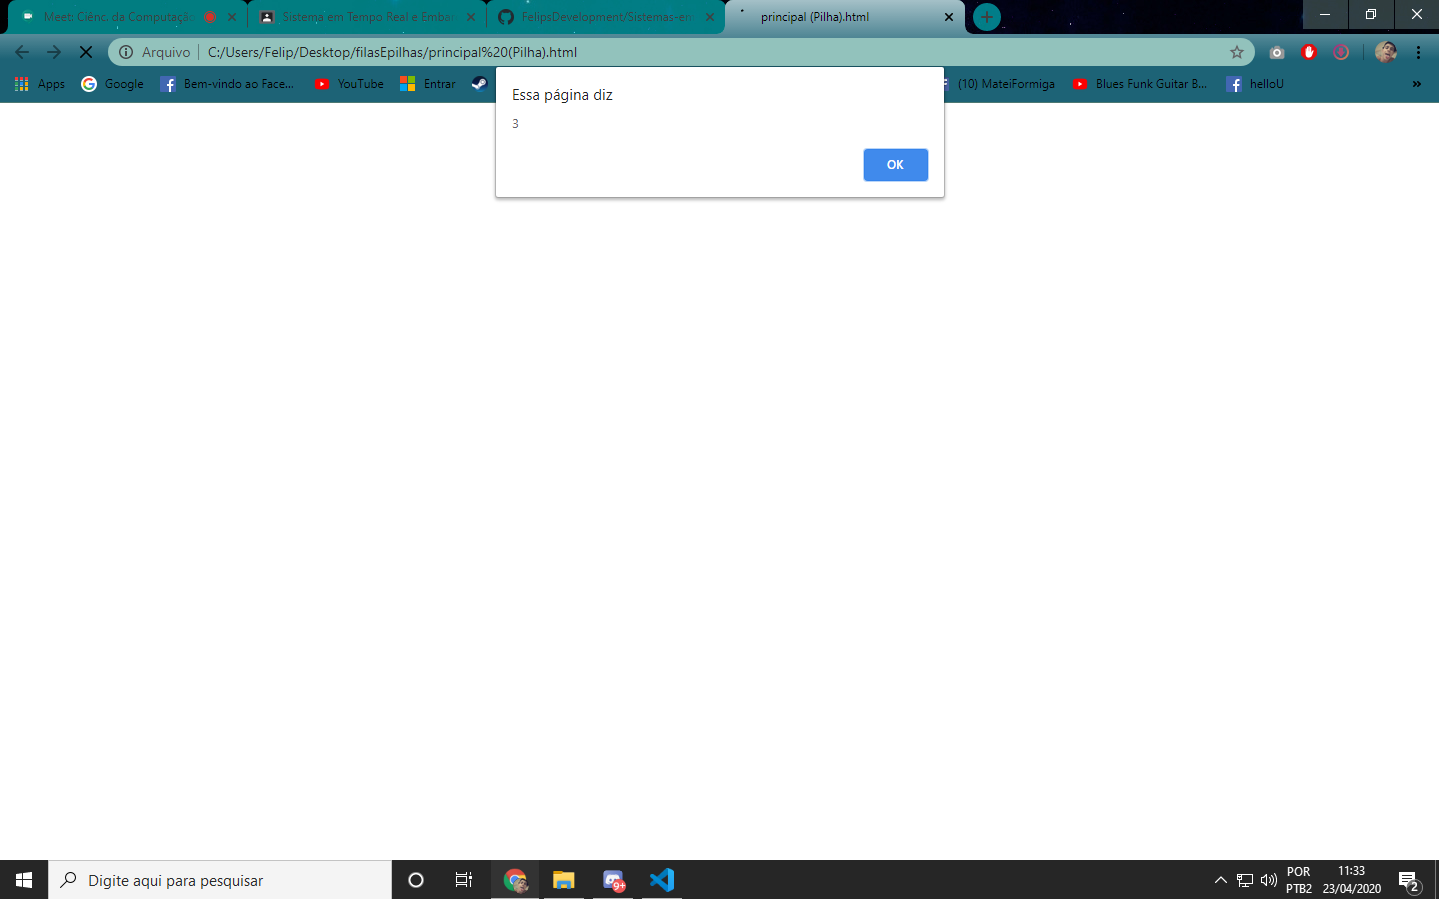 Meet: Ciênc. da Computação
Sistema em Tempo Real e Embar
FelipsDevelopment/Sistemas-em
principal (Pilha).html
Arquivo
C:/Users/Felip/Desktop/filasEpilhas/principal%20(Pilha).html
Apps
Google
Bem-vindo ao Face...
YouTube
Entrar
(10) MateiFormiga
Blues Funk Guitar B...
helloU
»
Essa página diz
3
OK
Digite aqui para pesquisar
9+
POR
PTB2
11:33
23/04/2020
2